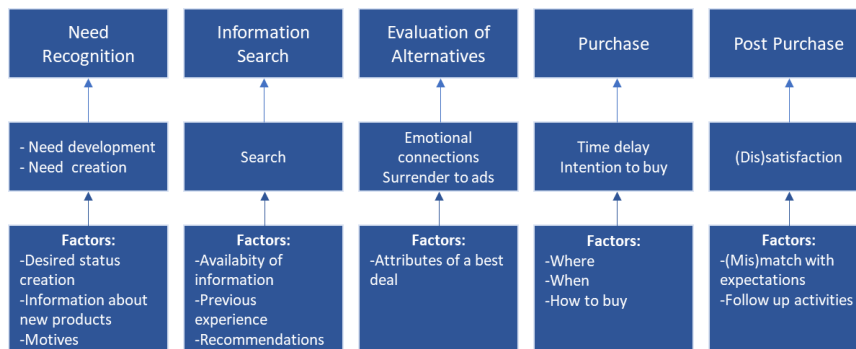 Need
Recognition
Information
Search
Evaluation of
Alternatives
Purchase
Post Purchase
- Need development
- Need creation
Search
Emotional
connections
Surrender to ads
Time delay
Intention to buy
(Dis)satisfaction
Factors:
-Desired status
creation
-Information about
new products
-Motives
Factors:
-Availabity of
information
-Previous
experience
-Recommendations
Factors:
-Attributes of a best
deal
Factors:
-Where
-When
-How to buy
Factors:
-(Mis)match with
expectations
-Follow up activities